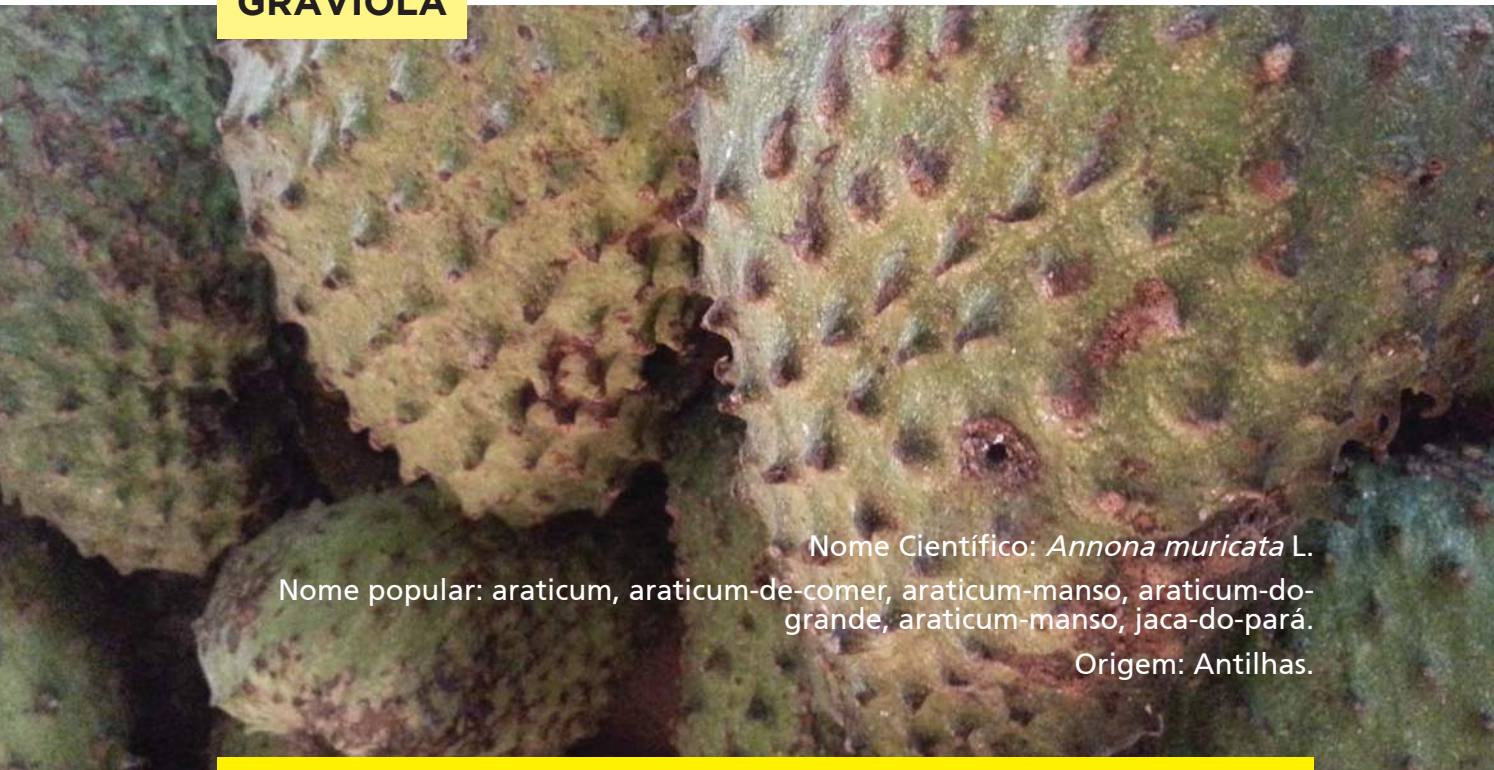 GRAVIOLA
Nome Científico: Annona muricata L.
Nome popular: araticum, araticum-de-comer, araticum-manso, araticum-do-
grande, araticum-manso, jaca-do-pará.
Origem: Antilhas.